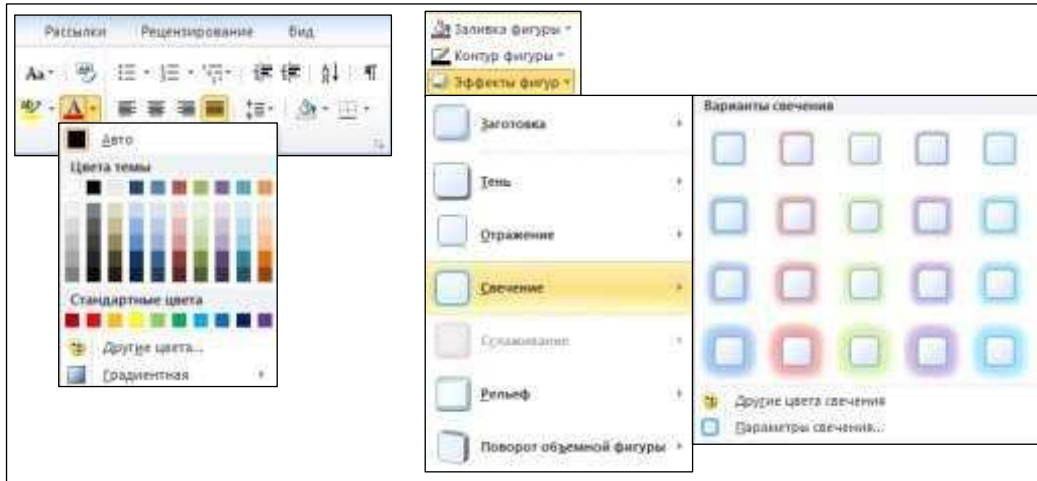 Рассылки Рецензирование Вид
Aa
Авто
Цвета темы
Стандартные цвета
Другие цвета...
Градиентная
Заливка фигуры
Контур фигуры
Эффекты фигур
Заготовка
Тень
Отражение
Свечение
Сглаживание
Рельеф
Поворот объемной фигуры
Варианты свечения
Другие цвета свечения
Параметры свечения...